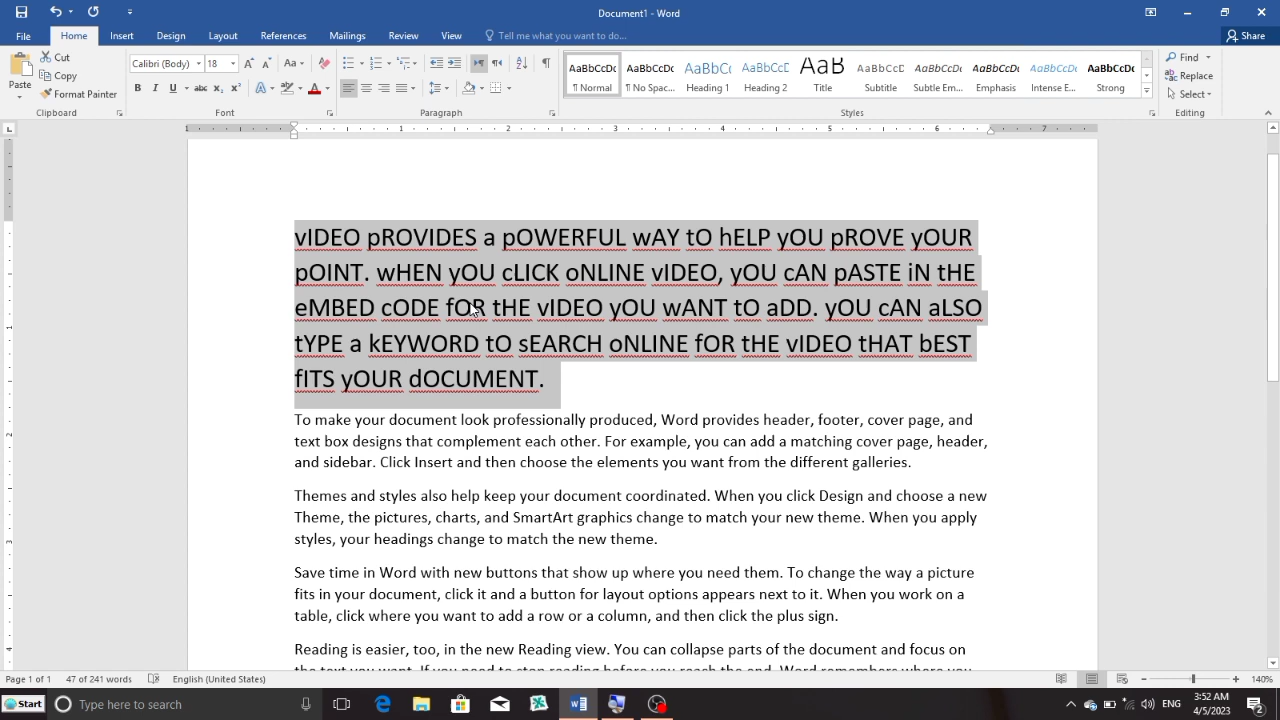 Document1 - Word
File Home Insert Design Layout References Mailings Review View Tell me what you want to do... Share
Paste Cut Copy Format Painter Clipboard
Calibri (Body) 18 A A Aa B I U abc X₂ X² A ab A Font
Paragraph
AaBbCcDc ¶ Normal AaBbCcDc ¶ No Spac... AaBbC Heading 1 AaBbCcD Heading 2 AaB Title AaBbCcD Subtitle AaBbCcDc Subtle Em... AaBbCcDc Emphasis AaBbCcDc Intense E... AaBbCcDc Strong Styles
Find Replace Select Editing
1 1 2 3 4 5 6 7
vIDEO pROVIDES a pOWERFUL wAY tO hELP yOU pROVE yOUR
pOINT. wHEN yOU cLICK oNLINE vIDEO, yOU cAN pASTE iN tHE
eMBED cODE fOR tHE vIDEO yOU wANT tO aDD. yOU cAN aLSO
tYPE a kEYWORD tO sEARCH oNLINE fOR tHE vIDEO tHAT bEST
fITS yOUR dOCUMENT.
To make your document look professionally produced, Word provides header, footer, cover page, and
text box designs that complement each other. For example, you can add a matching cover page, header,
and sidebar. Click Insert and then choose the elements you want from the different galleries.
Themes and styles also help keep your document coordinated. When you click Design and choose a new
Theme, the pictures, charts, and SmartArt graphics change to match your new theme. When you apply
styles, your headings change to match the new theme.
Save time in Word with new buttons that show up where you need them. To change the way a picture
fits in your document, click it and a button for layout options appears next to it. When you work on a
table, click where you want to add a row or a column, and then click the plus sign.
Reading is easier, too, in the new Reading view. You can collapse parts of the document and focus on
the text you want. If you need to stop reading before you reach the end, Word remembers where you
Page 1 of 1 47 of 241 words English (United States) 140%
Start Type here to search ENG 3:52 AM 4/5/2023 2